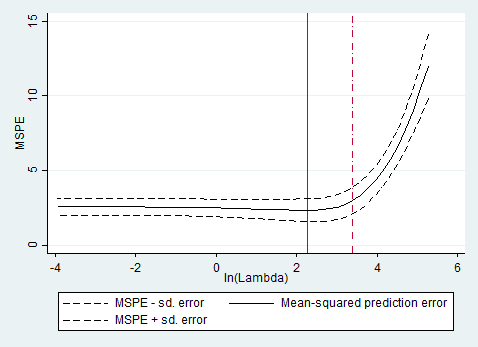 15
10
5
0
MSPE
-4 -2 0 2 4 6
ln(Lambda)
MSPE - sd. error Mean-squared prediction error
MSPE + sd. error